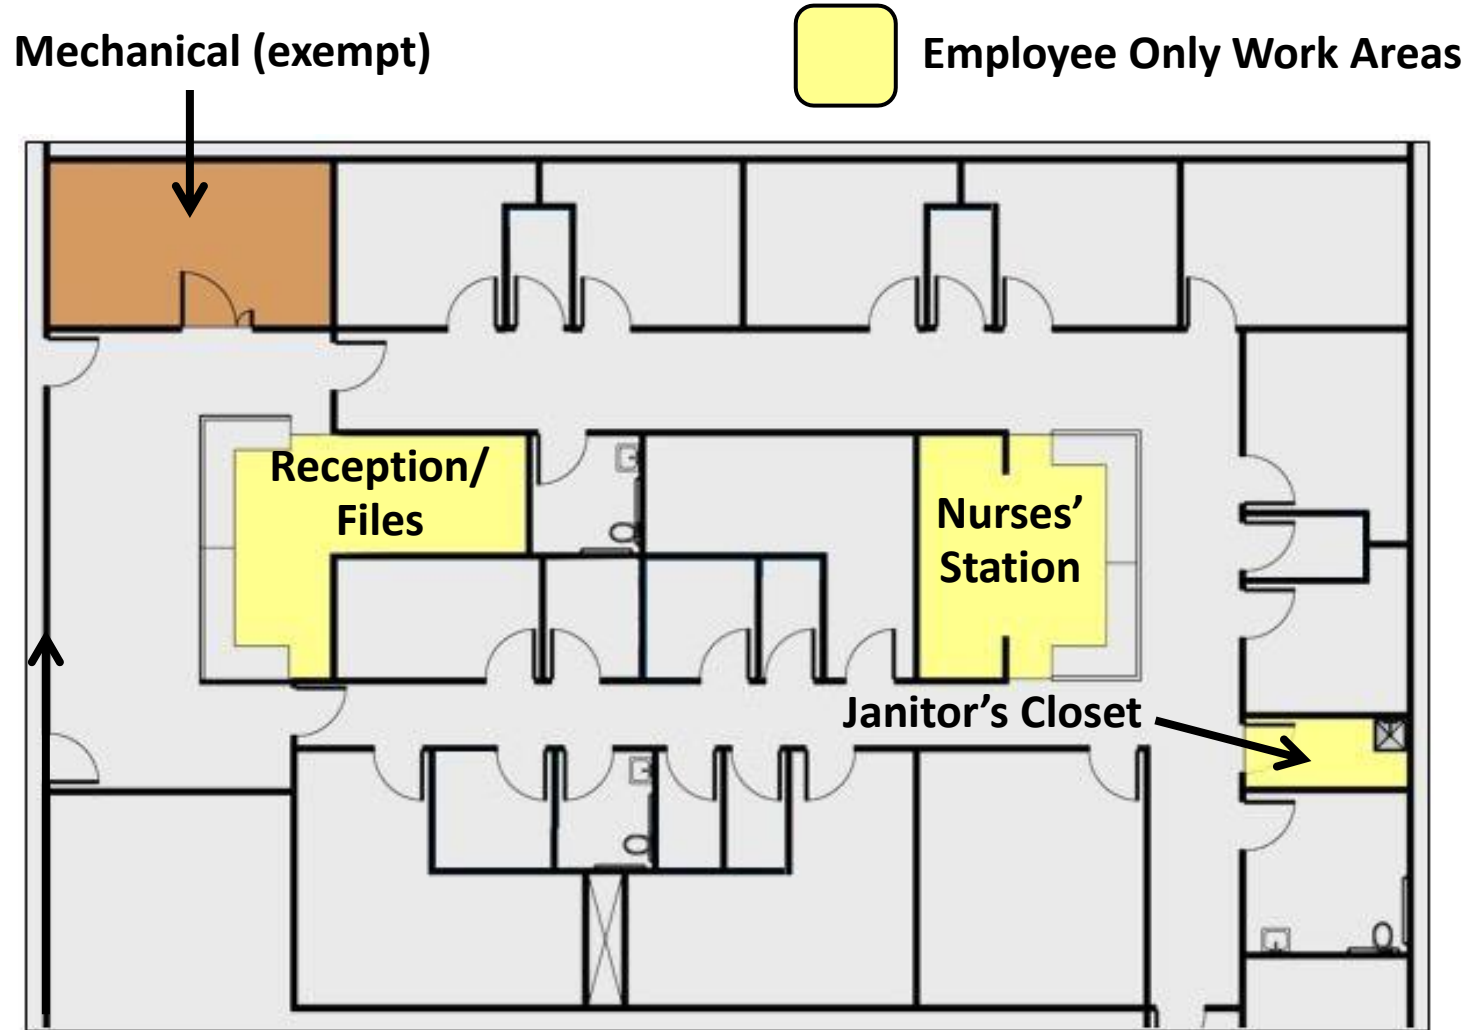 Mechanical (exempt)
Employee Only Work Areas
Reception/
Files
Nurses’
Station
Janitor’s Closet